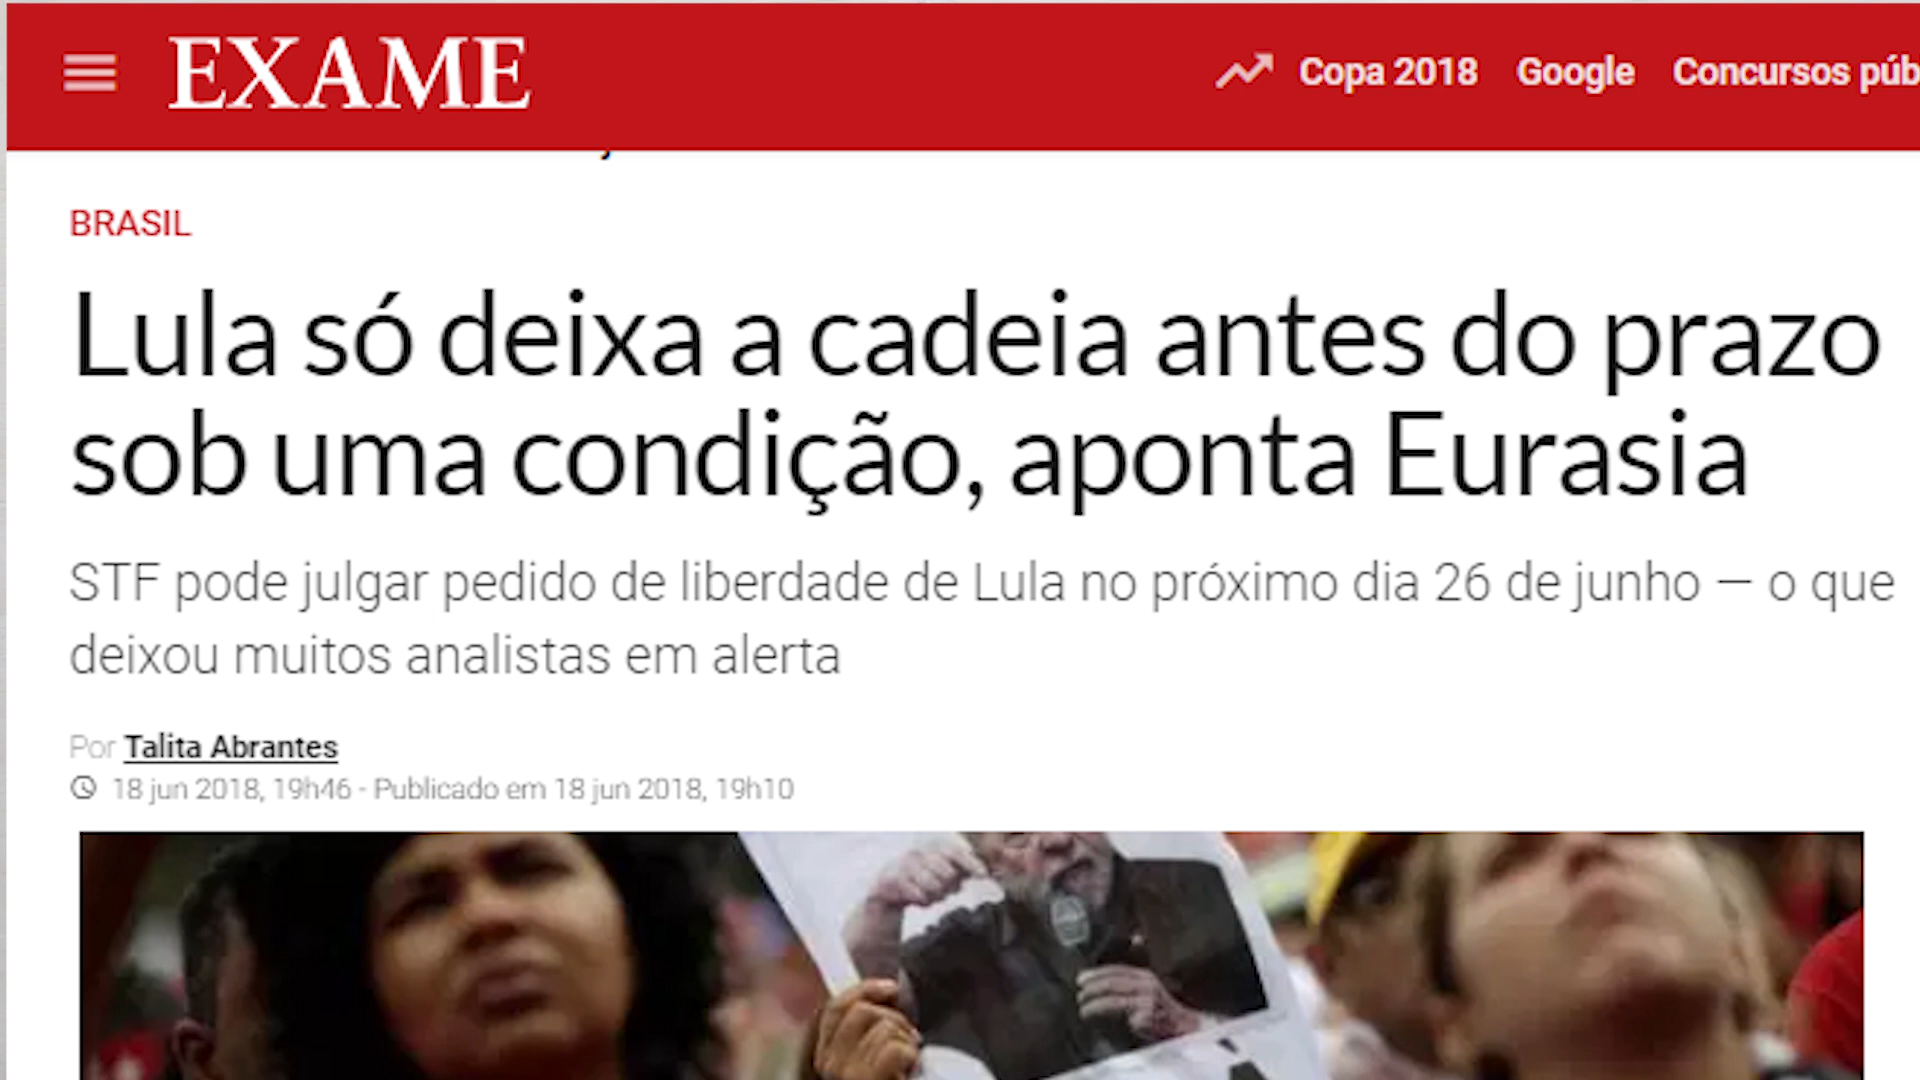 EXAME
Copa 2018 Google Concursos púb
BRASIL
Lula só deixa a cadeia antes do prazo
sob uma condição, aponta Eurasia
STF pode julgar pedido de liberdade de Lula no próximo dia 26 de junho — o que
deixou muitos analistas em alerta
Por Talita Abrantes
18 jun 2018, 19h46 - Publicado em 18 jun 2018, 19h10